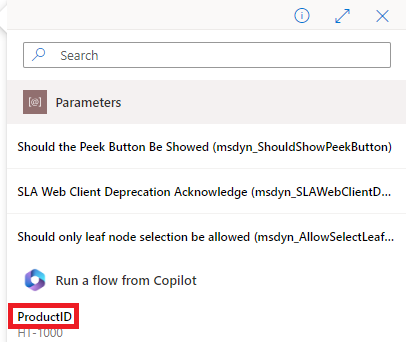 Search
Parameters
Should the Peek Button Be Showed (msdyn_ShouldShowPeekButton)
SLA Web Client Deprecation Acknowledge (msdyn_SLAWebClientD...
Should only leaf node selection be allowed (msdyn_AllowSelectLeaf...
Run a flow from Copilot
ProductID
HT-1000